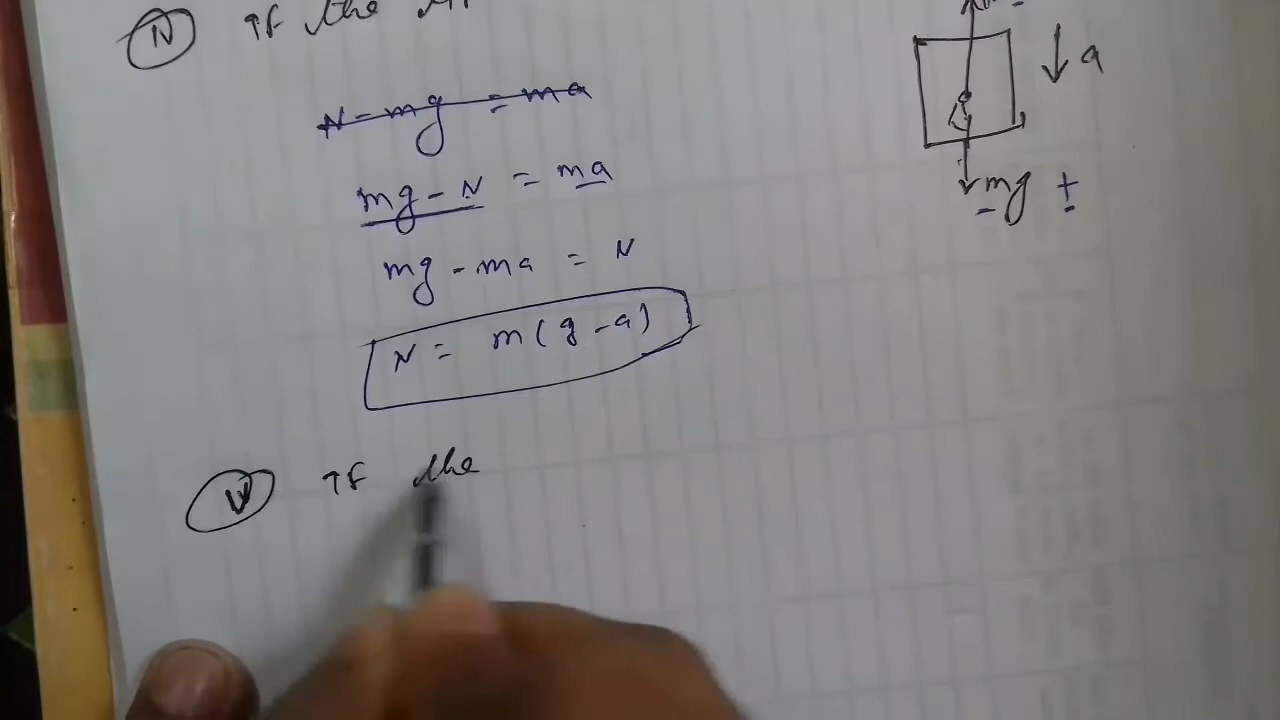 IV If the
a
N - mg = ma
mg - N = ma
mg +
mg - ma = N
N = m(g - a)
V If the